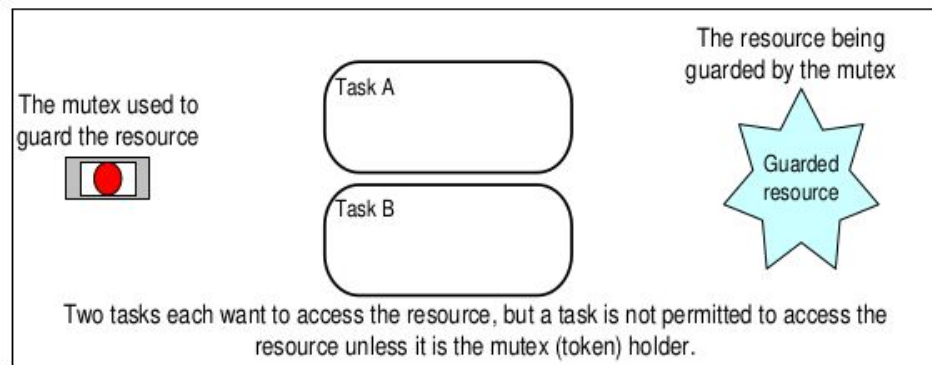 The resource being
guarded by the mutex
The mutex used to
guard the resource
Task A
Guarded
resource
Task B
Two tasks each want to access the resource, but a task is not permitted to access the
resource unless it is the mutex (token) holder.